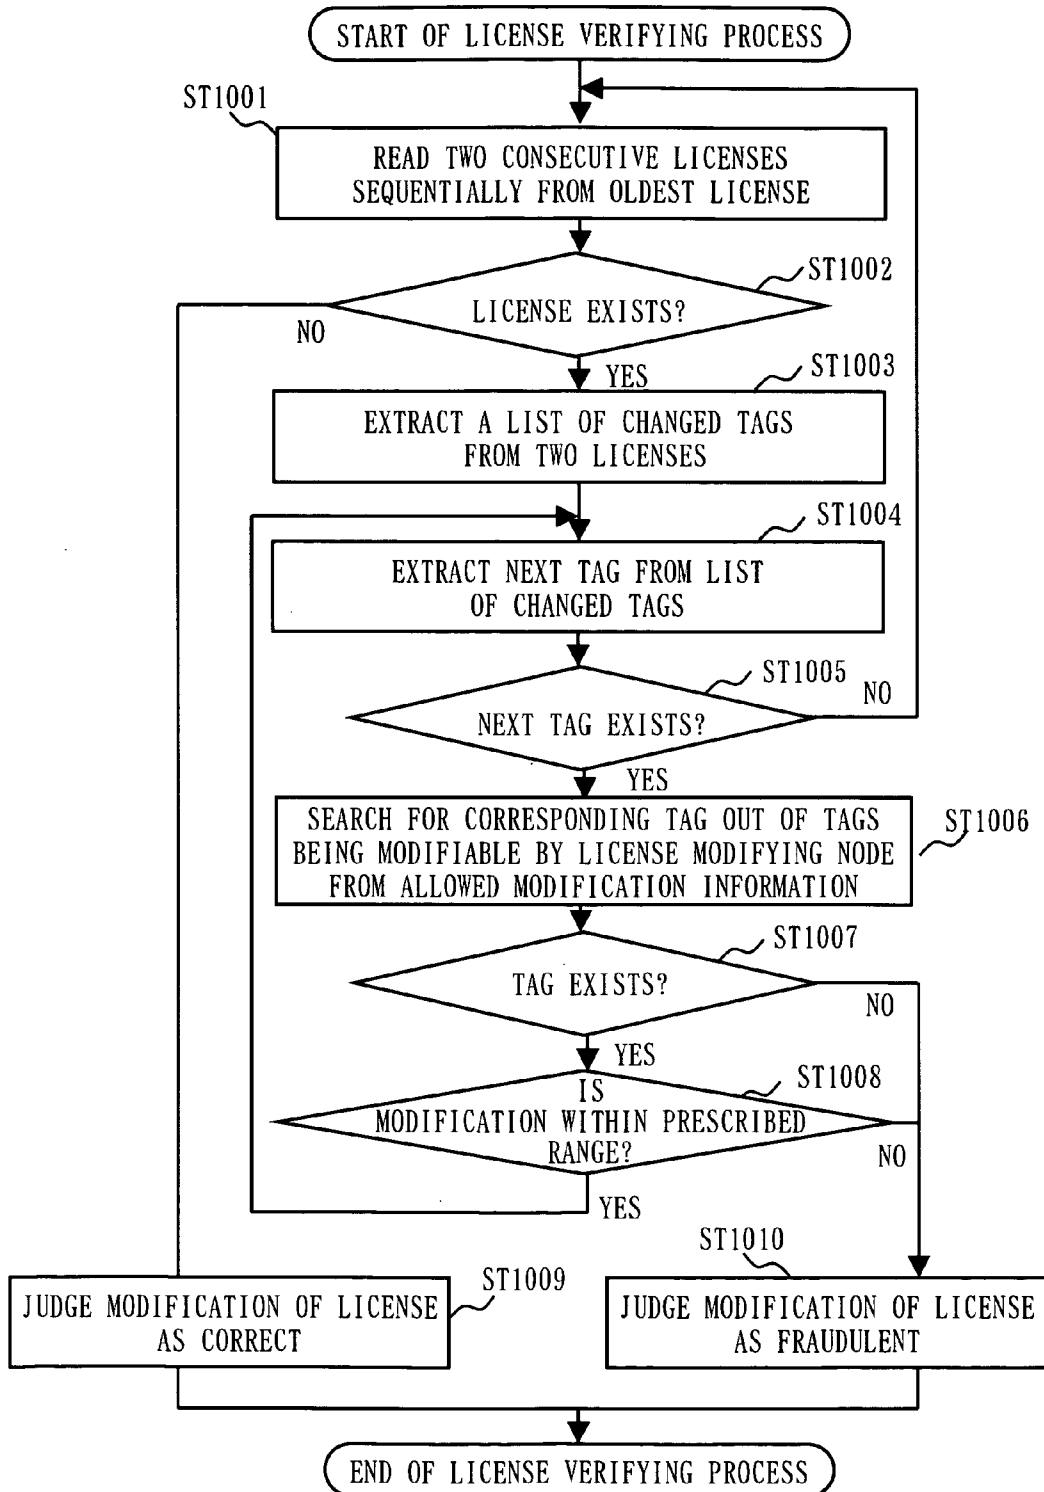 START OF LICENSE VERIFYING PROCESS
ST1001
READ TWO CONSECUTIVE LICENSES
SEQUENTIALLY FROM OLDEST LICENSE
ST1002
LICENSE EXISTS?
NO
YES
ST1003
EXTRACT A LIST OF CHANGED TAGS
FROM TWO LICENSES
ST1004
EXTRACT NEXT TAG FROM LIST
OF CHANGED TAGS
ST1005
NO
NEXT TAG EXISTS?
YES
SEARCH FOR CORRESPONDING TAG OUT OF TAGS
BEING MODIFIABLE BY LICENSE MODIFYING NODE
FROM ALLOWED MODIFICATION INFORMATION
ST1006
ST1007
TAG EXISTS?
NO
YES
ST1008
IS
MODIFICATION WITHIN PRESCRIBED
RANGE?
NO
YES
ST1010
ST1009
JUDGE MODIFICATION OF LICENSE
AS CORRECT
JUDGE MODIFICATION OF LICENSE
AS FRAUDULENT
END OF LICENSE VERIFYING PROCESS